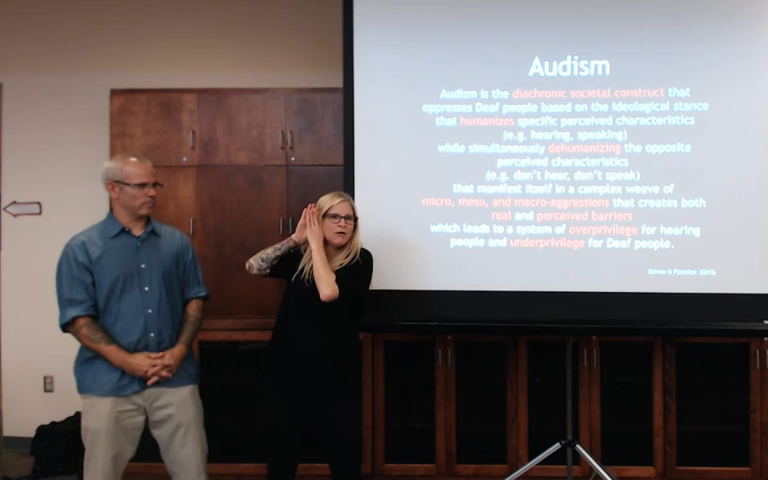 Audism
Audism is the diachronic societal construct that
oppresses Deaf people based on the ideological stance
that humanizes specific perceived characteristics
(e.g. hearing, speaking)
while simultaneously dehumanizing the opposite
perceived characteristics
(e.g. don't hear, don't speak)
that manifest itself in a complex weave of
micro, meso, and macro-aggressions that creates both
real and perceived barriers
which leads to a system of overprivilege for hearing
people and underprivilege for Deaf people.